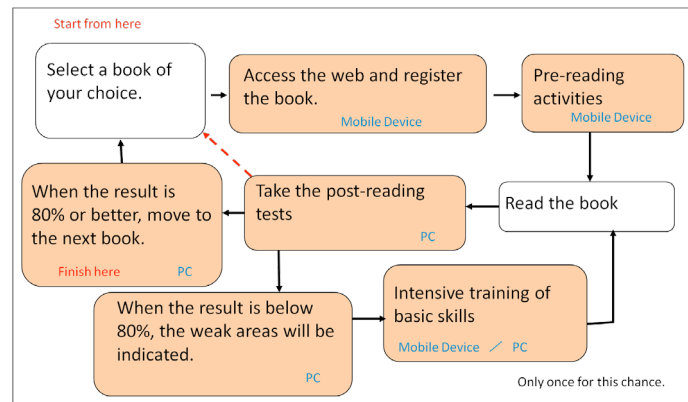 Start from here
Select a book of
your choice.
Access the web and register
the book.
Mobile Device
Pre-reading
activities
Mobile Device
When the result is
80% or better, move to
the next book.
Finish here PC
Take the post-reading
tests
PC
Read the book
When the result is below
80%, the weak areas will be
indicated.
PC
Intensive training of
basic skills
Mobile Device ／ PC
Only once for this chance.